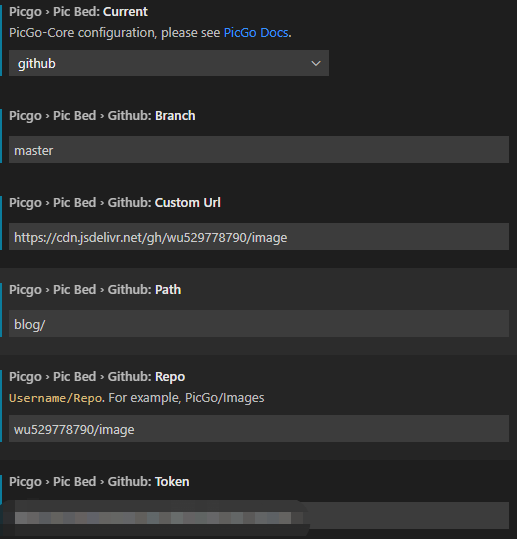 Picgo › Pic Bed: Current
PicGo-Core configuration, please see PicGo Docs.
github
Picgo › Pic Bed › Github: Branch
master
Picgo › Pic Bed › Github: Custom Url
https://cdn.jsdelivr.net/gh/wu529778790/image
Picgo › Pic Bed › Github: Path
blog/
Picgo › Pic Bed › Github: Repo
Username/Repo. For example, PicGo/Images
wu529778790/image
Picgo › Pic Bed › Github: Token